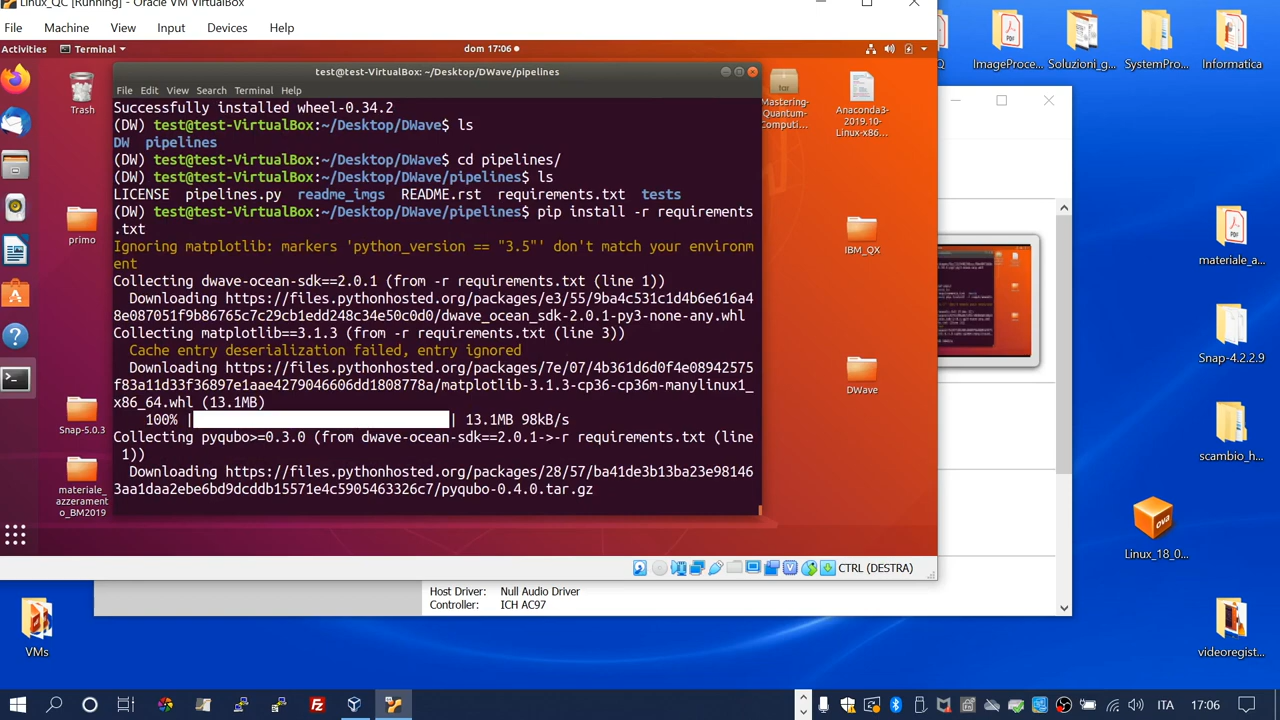 Linux_QC [Running] - Oracle VM VirtualBox
File Machine View Input Devices Help
Activities Terminal dom 17:06
test@test-VirtualBox: ~/Desktop/DWave/pipelines
File Edit View Search Terminal Help
Successfully installed wheel-0.34.2
(DW) test@test-VirtualBox:~/Desktop/DWave$ ls
DW pipelines
(DW) test@test-VirtualBox:~/Desktop/DWave$ cd pipelines/
(DW) test@test-VirtualBox:~/Desktop/DWave/pipelines$ ls
LICENSE pipelines.py readme_imgs README.rst requirements.txt tests
(DW) test@test-VirtualBox:~/Desktop/DWave/pipelines$ pip install -r requirements
.txt
Ignoring matplotlib: markers 'python_version == "3.5"' don't match your environm
ent
Collecting dwave-ocean-sdk==2.0.1 (from -r requirements.txt (line 1))
Downloading https://files.pythonhosted.org/packages/e3/55/9ba4c531c1d4b6e616a4
Collecting matplotlib==3.1.3 (from -r requirements.txt (line 3))
Cache entry deserialization failed, entry ignored
Downloading https://files.pythonhosted.org/packages/7e/07/4b361d6d0f4e08942575
f83a11d33f36897e1aae4279046606dd1808778a/matplotlib-3.1.3-cp36-cp36m-manylinux1_
x86_64.whl (13.1MB)
100% | | 13.1MB 98kB/s
Collecting pyqubo>=0.3.0 (from dwave-ocean-sdk==2.0.1->-r requirements.txt (line
1))
Downloading https://files.pythonhosted.org/packages/28/57/ba41de3b13ba23e98146
3aa1daa2ebe6bd9dcddb15571e4c5905463326c7/pyqubo-0.4.0.tar.gz
Trash
primo
Snap-5.0.3
materiale_
azzerament
o_BM2019
tar
Mastering-
Quantum-
Computi...
Anaconda3-
2019.10-
Linux-x86...
IBM_QX
DWave
CTRL (DESTRA)
Host Driver: Null Audio Driver
Controller: ICH AC97
Q
PDF
ImageProce...
Soluzioni_g...
SystemPro...
PDF
Informatica
PDF
materiale_a...
Snap-4.2.2.9
scambio_h...
ova
Linux_18_0...
videoregist...
VMs
ITA 17:06